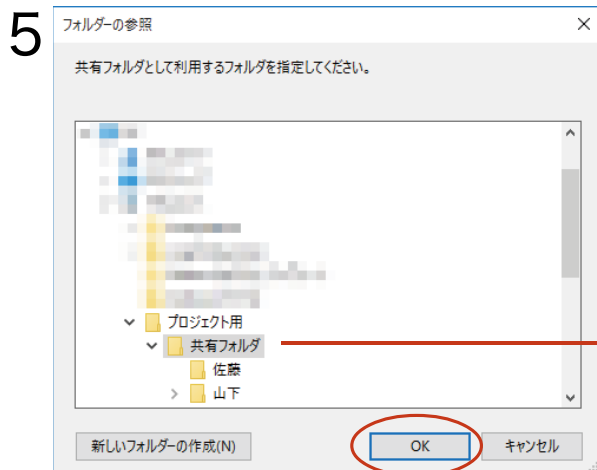 5
フォルダーの参照
共有フォルダとして利用するフォルダを指定してください。
プロジェクト用
共有フォルダ
佐藤
山下
新しいフォルダーの作成(N)
OK
キャンセル